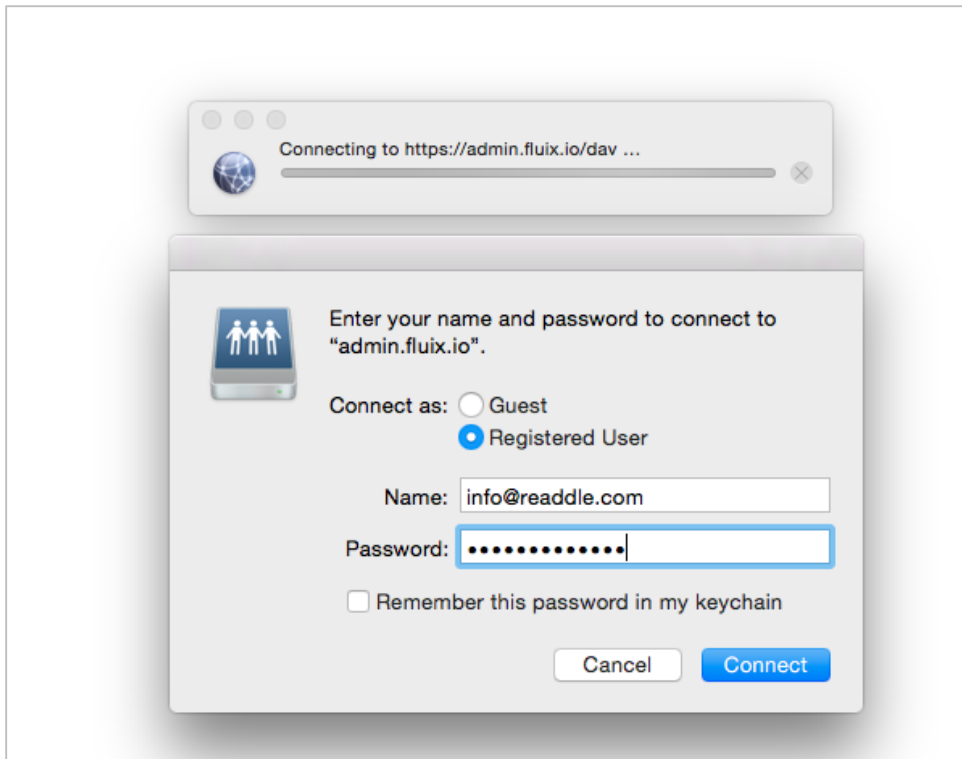 Connecting to https://admin.fluix.io/dav ...
Enter your name and password to connect to
“admin.fluix.io”.
Connect as: Guest
Registered User
Name: info@readdle.com
Password: •••••••••••••
Remember this password in my keychain
Cancel Connect